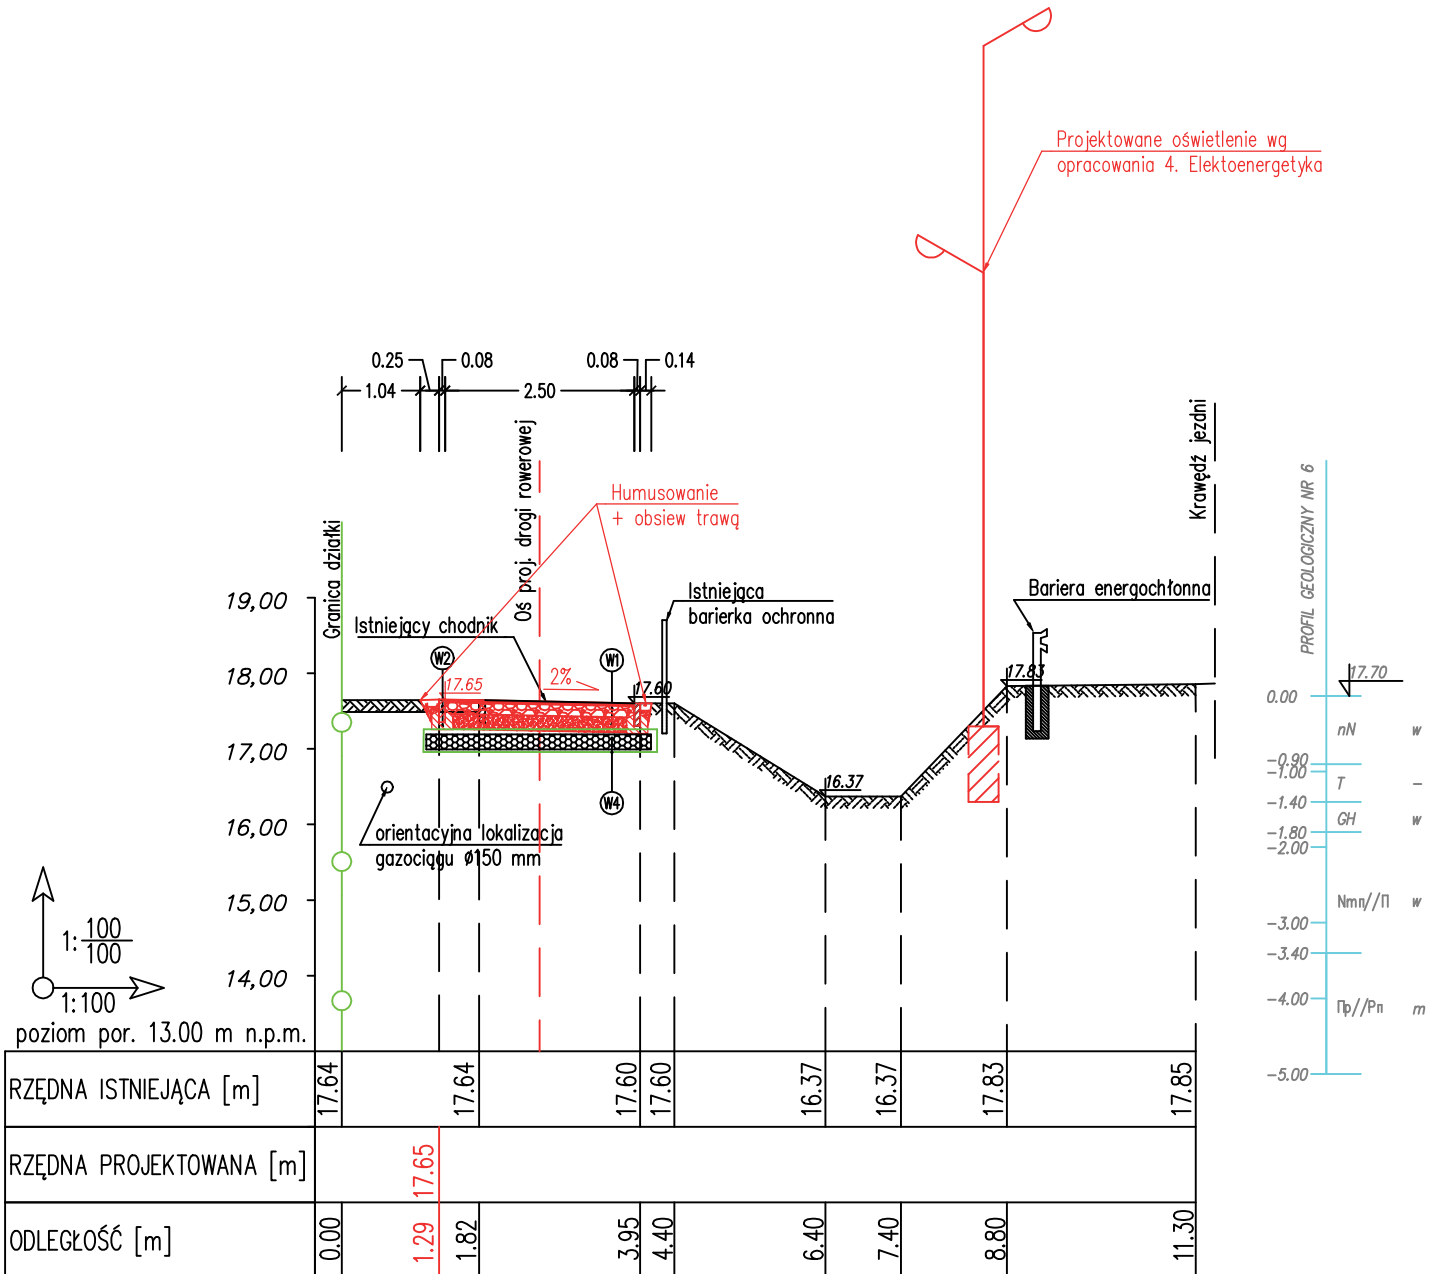 Projektowane oświetlenie wg
opracowania 4. Elektoenergetyka
0.25
0.08
0.08
0.14
1.04
2.50
Granica działki
Oś proj. drogi rowerowej
Krawędź jezdni
PROFIL GEOLOGICZNY NR 6
Humusowanie
+ obsiew trawą
Istniejąca
barierka ochronna
Bariera energochłonna
Istniejący chodnik
19,00
18,00
17,00
16,00
15,00
14,00
W2
W1
W4
17.65
2%
17.60
17.83
16.37
orientacyjna lokalizacja
gazociągu ø150 mm
17.70
0.00
-0.90
-1.00
-1.40
-1.80
-2.00
-3.00
-3.40
-4.00
-5.00
nN w
T -
GH w
Nmп//П w
Пp//Pп m
1:100/100
1:100
poziom por. 13.00 m n.p.m.
RZĘDNA ISTNIEJĄCA [m] 17.64 17.64 17.60 17.60 16.37 16.37 17.83 17.85
RZĘDNA PROJEKTOWANA [m] 17.65
ODLEGŁOŚĆ [m] 0.00 1.29 1.82 3.95 4.40 6.40 7.40 8.80 11.30